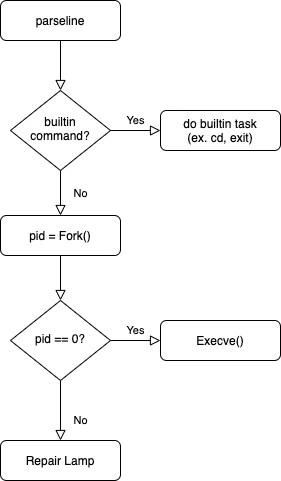 parseline
builtin
command?
Yes
do builtin task
(ex. cd, exit)
No
pid = Fork()
pid == 0?
Yes
Execve()
No
Repair Lamp